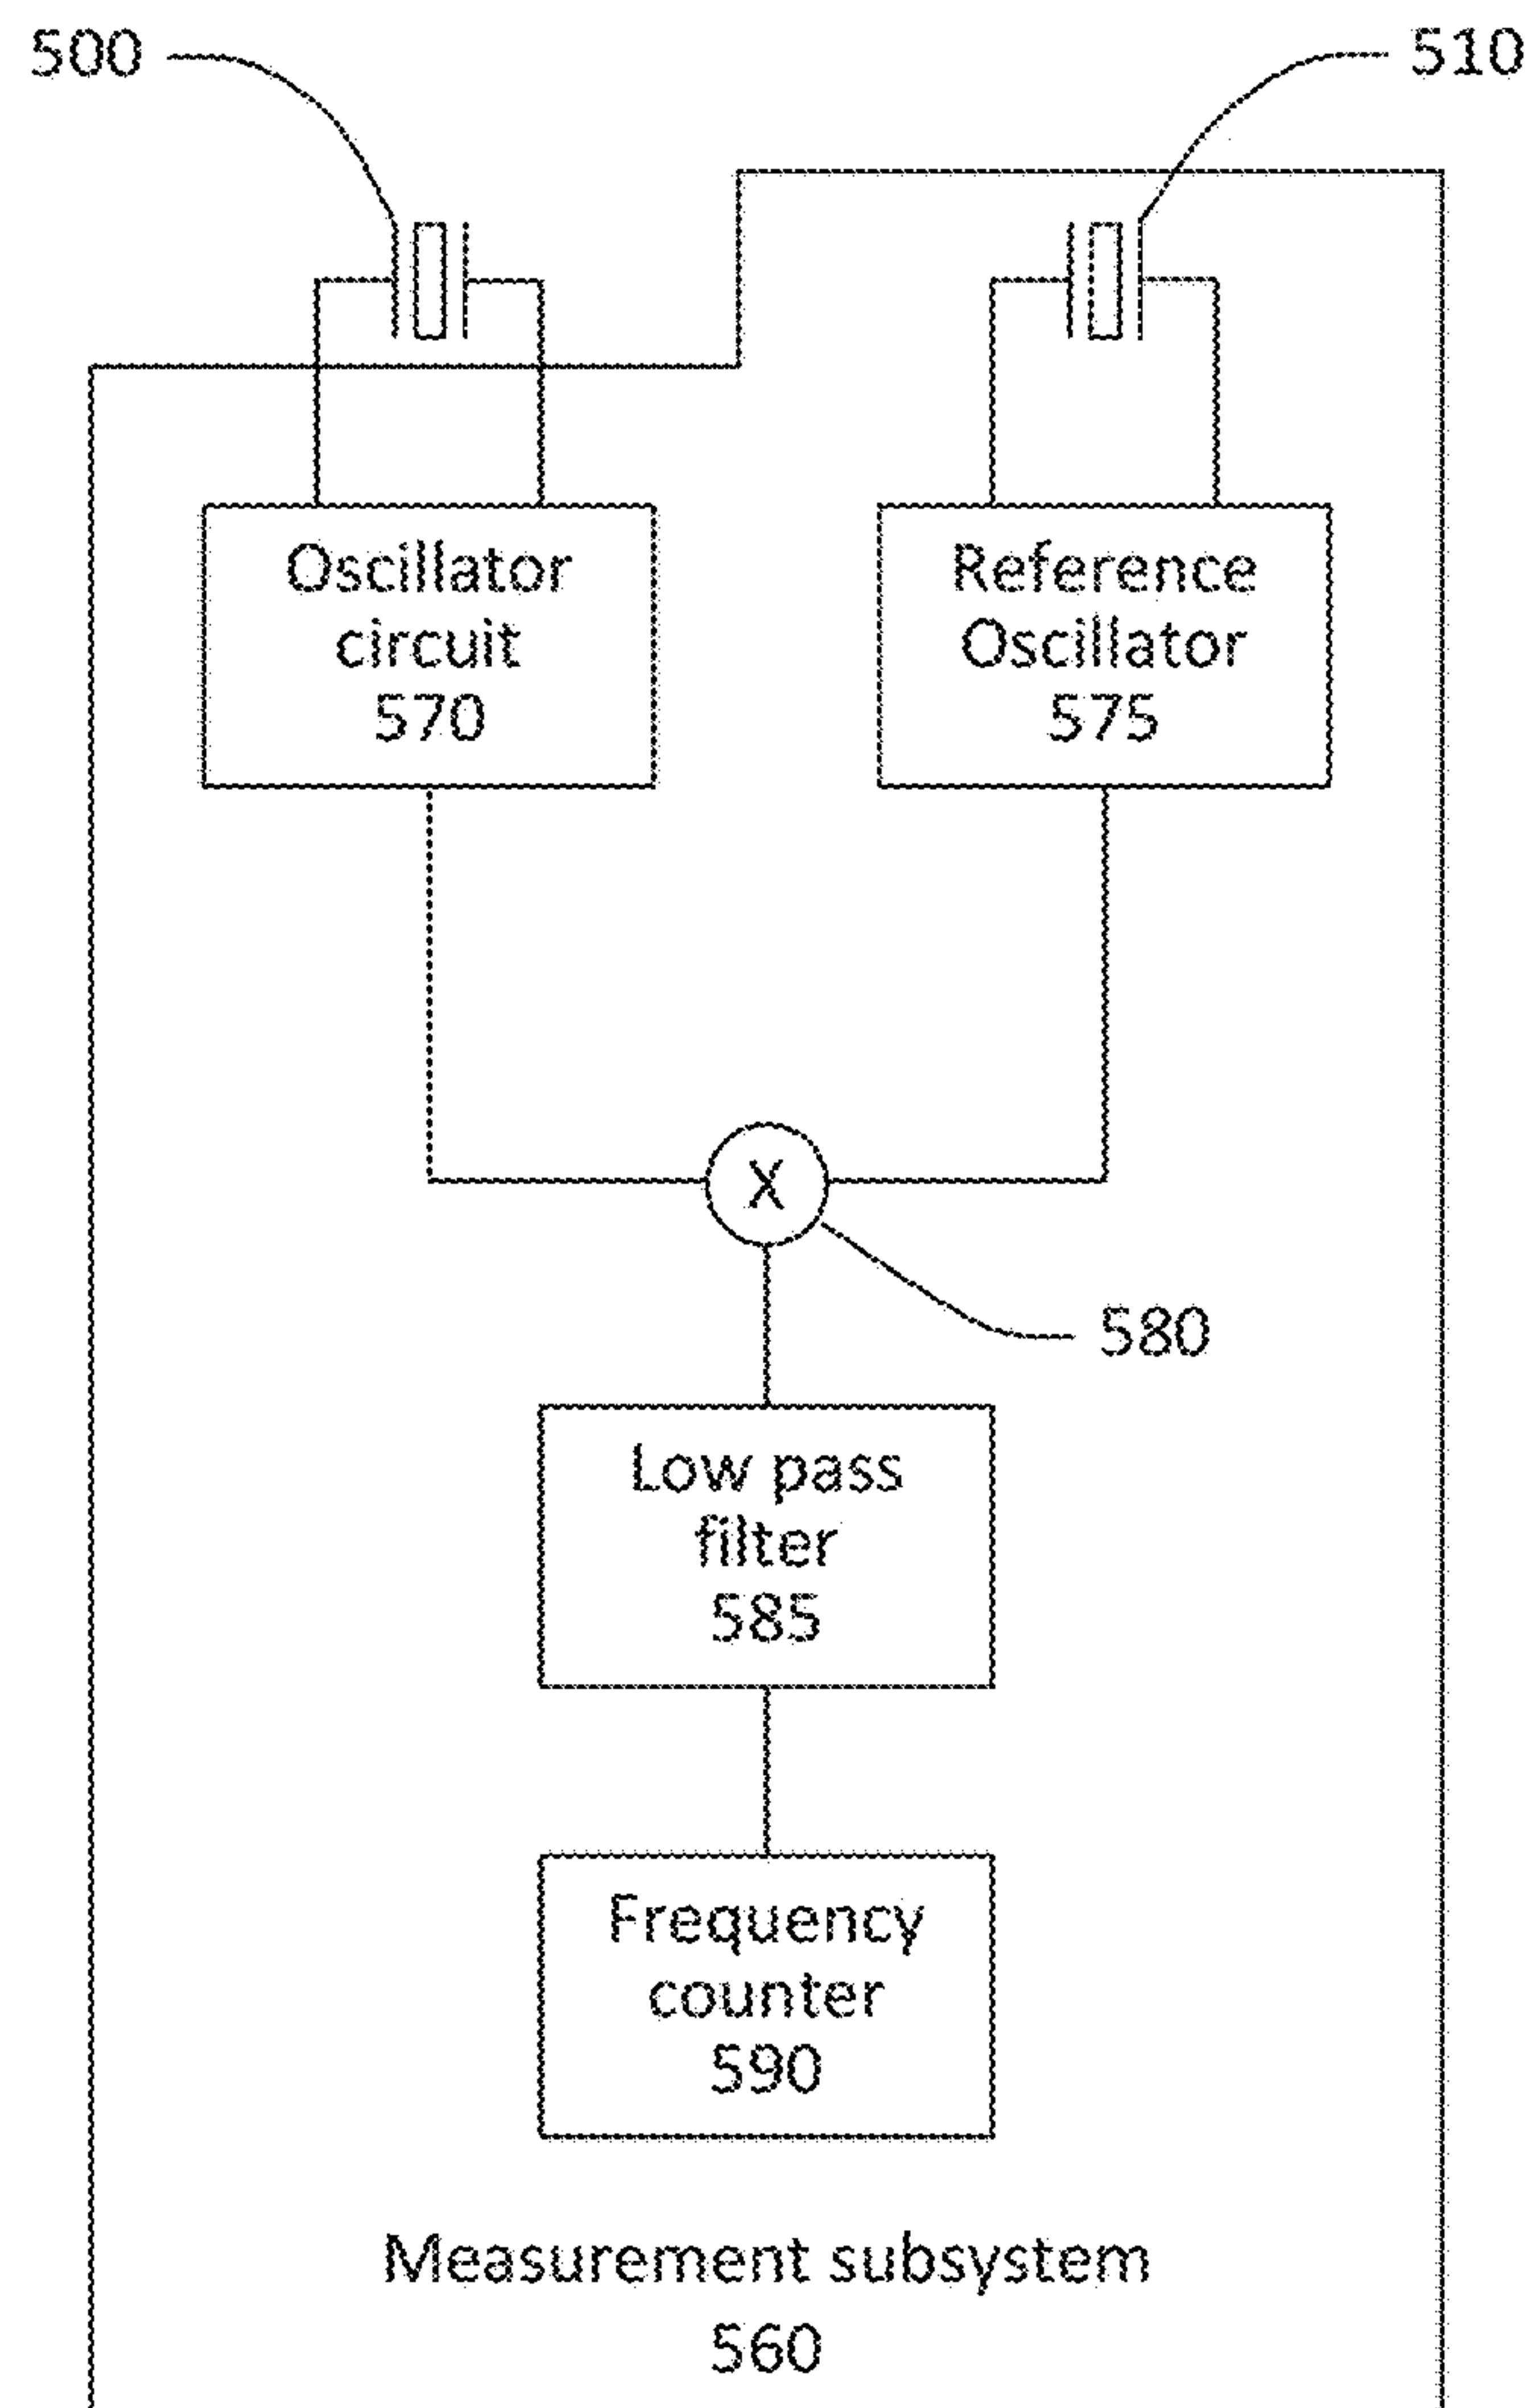 500
510
Oscillator
circuit
570
Reference
Oscillator
575
X
580
Low pass
filter
585
Frequency
counter
590
Measurement subsystem
560